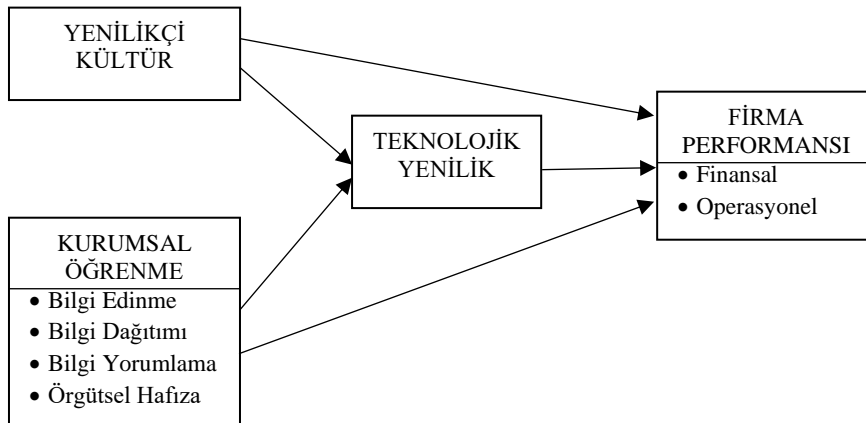 YENİLİKÇİ
KÜLTÜR
TEKNOLOJİK
YENİLİK
FİRMA
PERFORMANSI
• Finansal
• Operasyonel
KURUMSAL
ÖĞRENME
• Bilgi Edinme
• Bilgi Dağıtımı
• Bilgi Yorumlama
• Örgütsel Hafıza